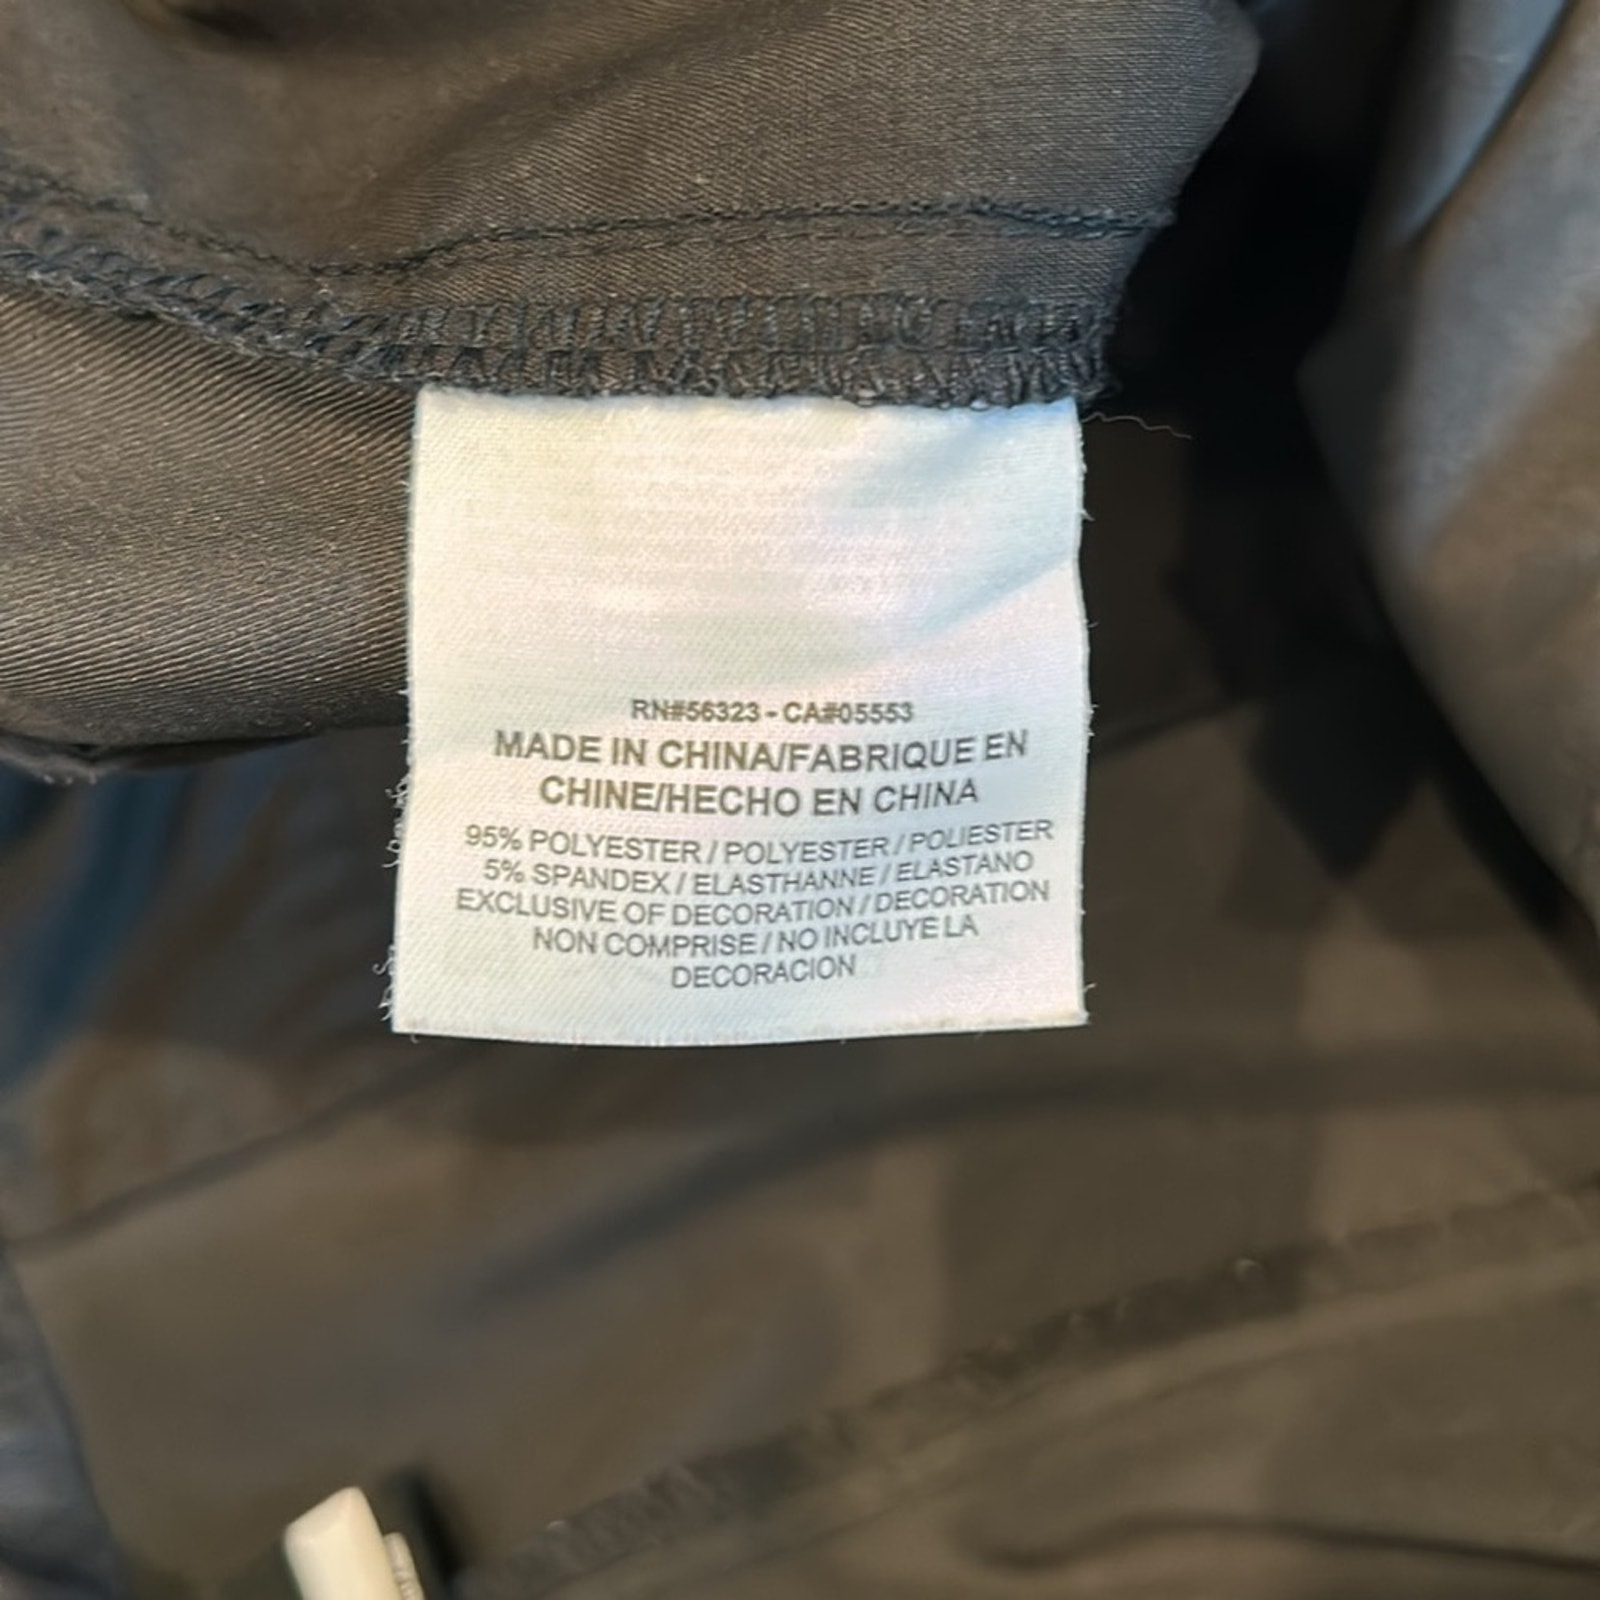 RN#56323 - CA#05553
MADE IN CHINA/FABRIQUE EN
CHINE/HECHO EN CHINA
95% POLYESTER / POLYESTER / POLIESTER
5% SPANDEX / ELASTHANNE / ELASTANO
EXCLUSIVE OF DECORATION / DECORATION
NON COMPRISE / NO INCLUYE LA
DECORACION